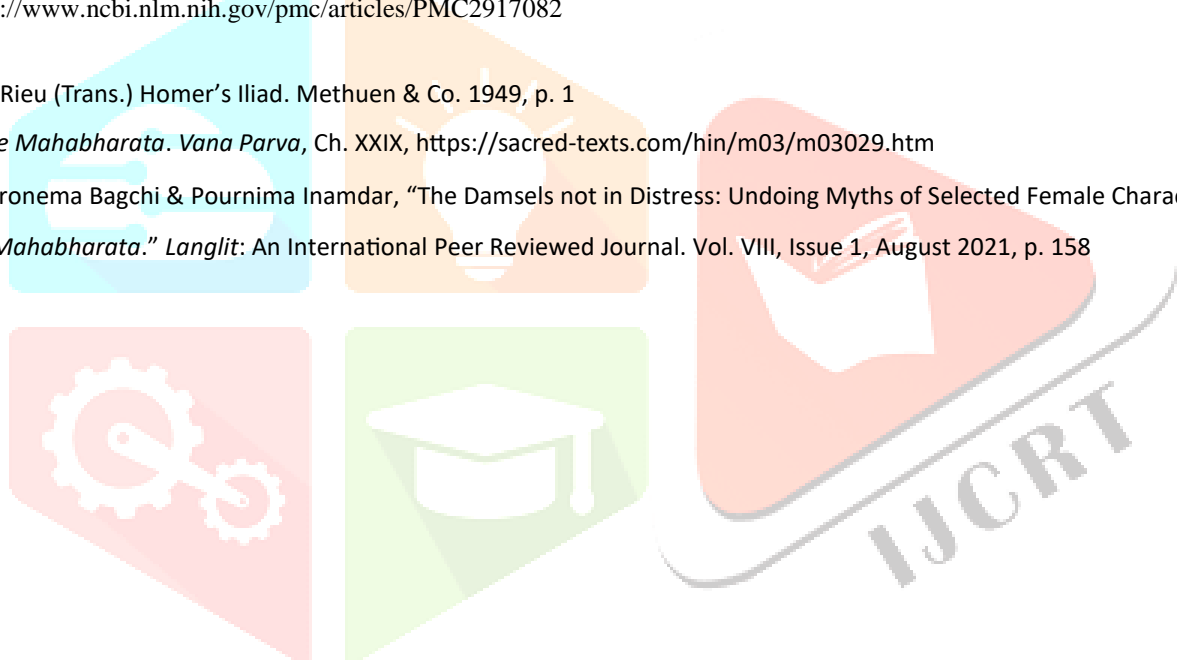 ://www.ncbi.nlm.nih.gov/pmc/articles/PMC2917082
Rieu (Trans.) Homer’s Iliad. Methuen & Co. 1949, p. 1
e Mahabharata. Vana Parva, Ch. XXIX, https://sacred-texts.com/hin/m03/m03029.htm
ronema Bagchi & Pournima Inamdar, “The Damsels not in Distress: Undoing Myths of Selected Female Charac
Mahabharata.” Langlit: An International Peer Reviewed Journal. Vol. VIII, Issue 1, August 2021, p. 158
IJCRT